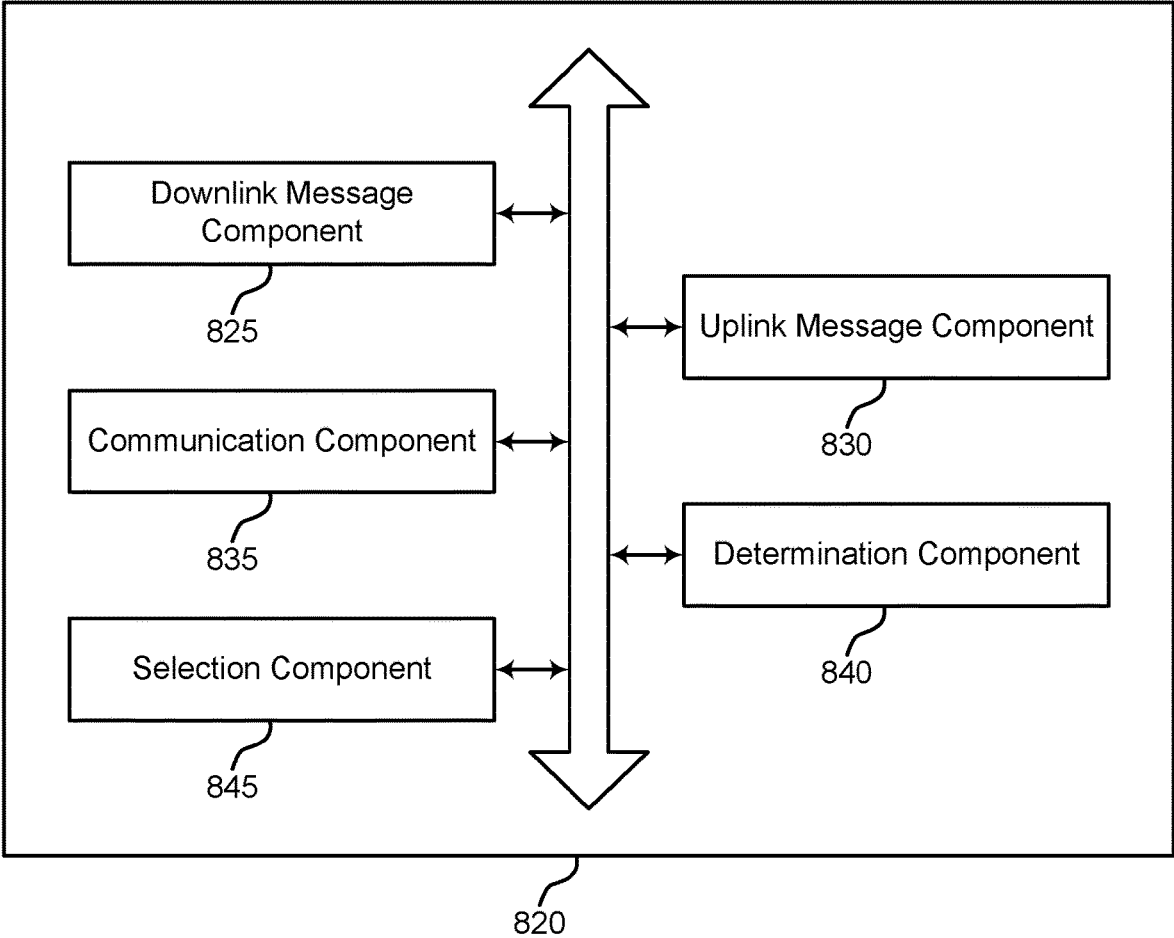 Downlink Message
Component
825
Uplink Message Component
830
Communication Component
835
Determination Component
840
Selection Component
845
820